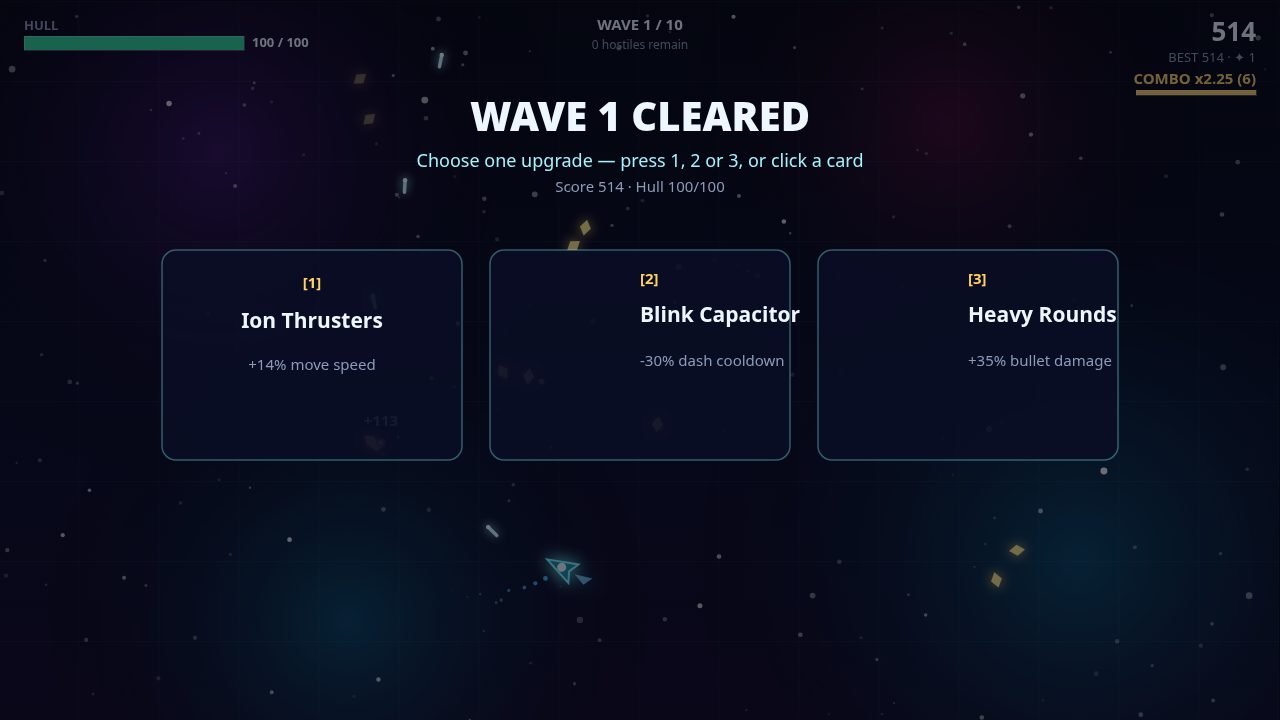 HULL
100 / 100
WAVE 1 / 10
0 hostiles remain
514
BEST 514 · ✦ 1
COMBO x2.25 (6)
WAVE 1 CLEARED
Choose one upgrade — press 1, 2 or 3, or click a card
Score 514 · Hull 100/100
[1]
Ion Thrusters
+14% move speed
[2]
Blink Capacitor
-30% dash cooldown
[3]
Heavy Rounds
+35% bullet damage
+113